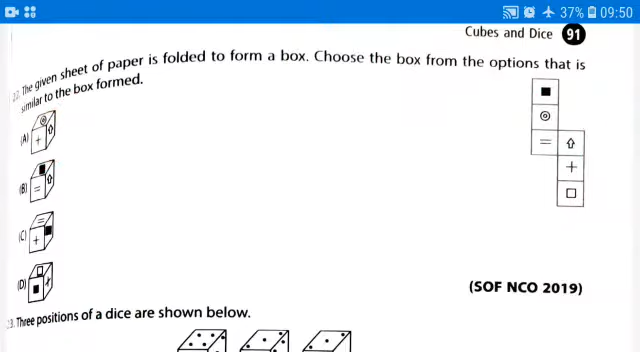 37% 09:50
Cubes and Dice 91
22. The given sheet of paper is folded to form a box. Choose the box from the options that is
similar to the box formed.
(A)
(B)
(C)
(D)
(SOF NCO 2019)
23. Three positions of a dice are shown below.